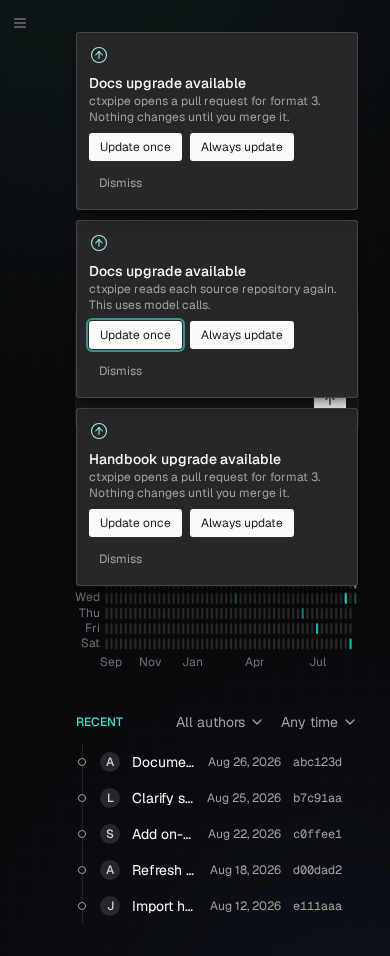 Docs upgrade available
ctxpipe opens a pull request for format 3.
Nothing changes until you merge it.
Update once Always update
Dismiss
Docs upgrade available
ctxpipe reads each source repository again.
This uses model calls.
Update once Always update
Dismiss
Handbook upgrade available
ctxpipe opens a pull request for format 3.
Nothing changes until you merge it.
Update once Always update
Dismiss
Wed
Thu
Fri
Sat
Sep Nov Jan Apr Jul
RECENT All authors Any time
A Docume... Aug 26, 2026 abc123d
L Clarify s... Aug 25, 2026 b7c91aa
S Add on-... Aug 22, 2026 c0ffee1
A Refresh ... Aug 18, 2026 d00dad2
J Import h... Aug 12, 2026 e111aaa